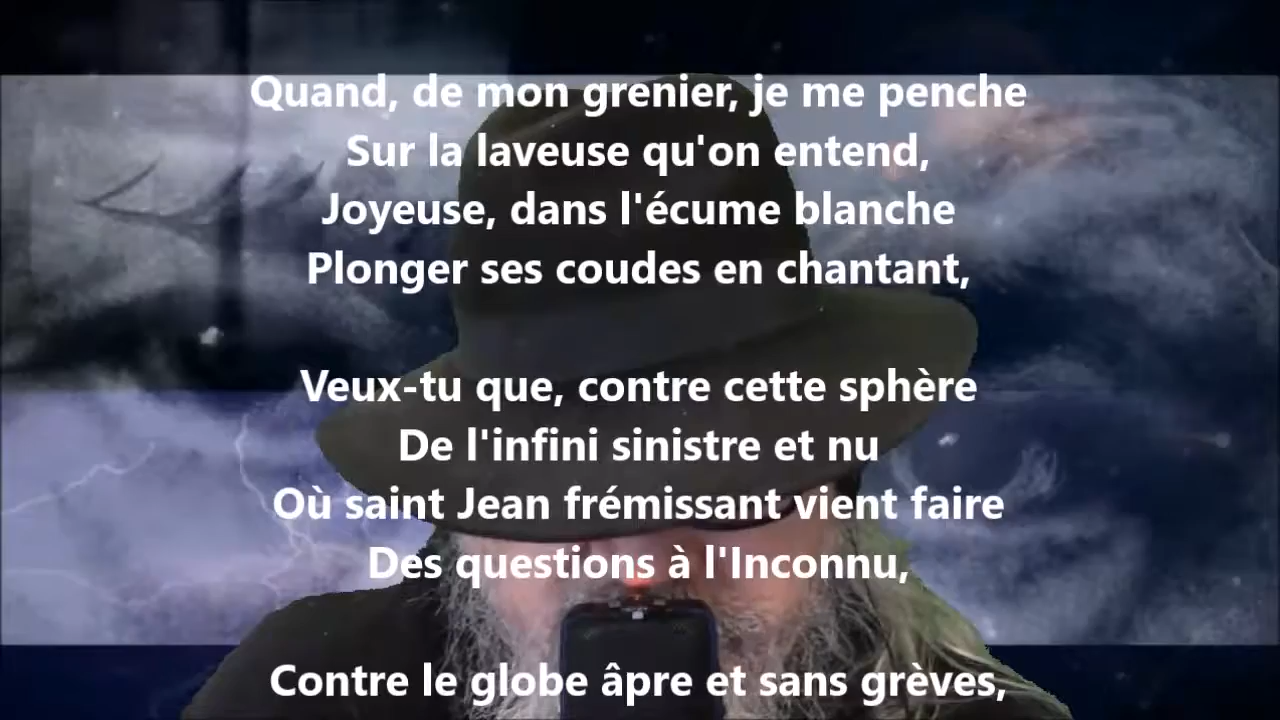 Quand, de mon grenier, je me penche
Sur la laveuse qu'on entend,
Joyeuse, dans l'écume blanche
Plonger ses coudes en chantant,
Veux-tu que, contre cette sphère
De l'infini sinistre et nu
Où saint Jean frémissant vient faire
Des questions à l'Inconnu,
Contre le globe âpre et sans grèves,